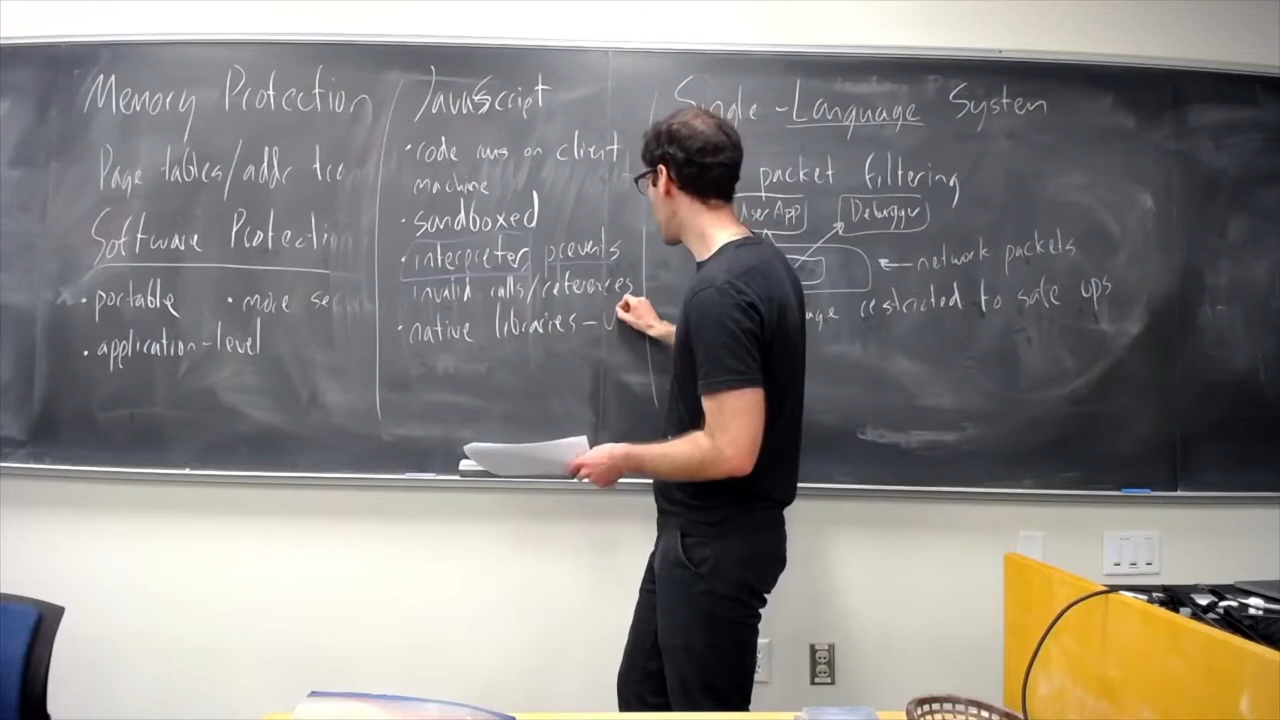 Memory Protection
Page tables/addr
Software Protection
• portable • more
• application-level
JavaScript
• code runs on client
machine
• sandboxed
• interpreter prevents
invalid calls/references
• native libraries -
Single-Language System
packet filtering
User App
Debugger
← network packets
restricted to safe ops